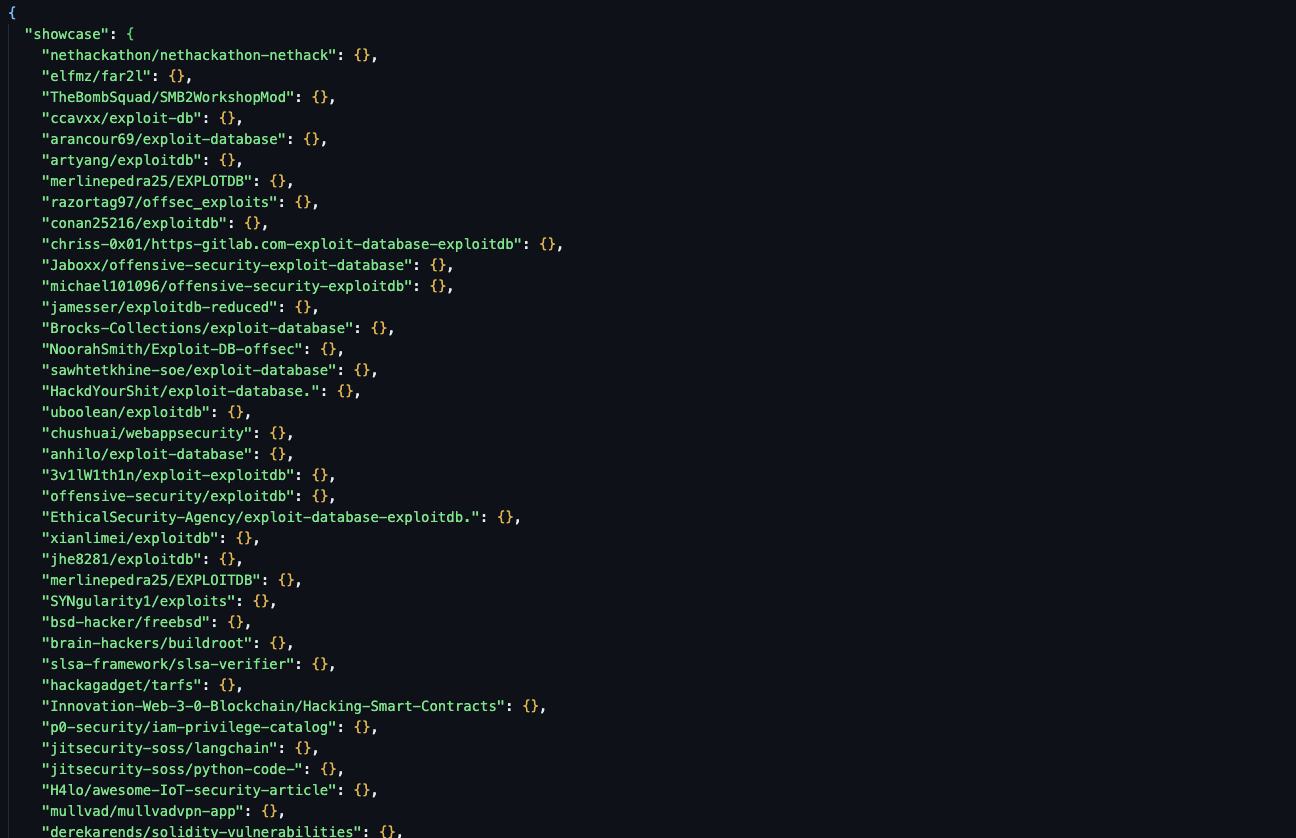 {
"showcase": {
"nethackathon/nethackathon-nethack": {},
"elfmz/far2l": {},
"TheBombSquad/SMB2WorkshopMod": {},
"ccavxx/exploit-db": {},
"arancour69/exploit-database": {},
"artyang/exploitdb": {},
"merlinepedra25/EXPLOTDB": {},
"razortag97/offsec_exploits": {},
"conan25216/exploitdb": {},
"chriss-0x01/https-gitlab.com-exploit-database-exploitdb": {},
"Jaboxx/offensive-security-exploit-database": {},
"michael101096/offensive-security-exploitdb": {},
"jamesser/exploitdb-reduced": {},
"Brocks-Collections/exploit-database": {},
"NoorahSmith/Exploit-DB-offsec": {},
"sawhtetkhine-soe/exploit-database": {},
"HackdYourShit/exploit-database.": {},
"uboolean/exploitdb": {},
"chushuai/webappsecurity": {},
"anhilo/exploit-database": {},
"3v1lW1th1n/exploit-exploitdb": {},
"offensive-security/exploitdb": {},
"EthicalSecurity-Agency/exploit-database-exploitdb.": {},
"xianlimei/exploitdb": {},
"jhe8281/exploitdb": {},
"merlinepedra25/EXPLOITDB": {},
"SYNgularity1/exploits": {},
"bsd-hacker/freebsd": {},
"brain-hackers/buildroot": {},
"slsa-framework/slsa-verifier": {},
"hackagadget/tarfs": {},
"Innovation-Web-3-0-Blockchain/Hacking-Smart-Contracts": {},
"p0-security/iam-privilege-catalog": {},
"jitsecurity-soss/langchain": {},
"jitsecurity-soss/python-code-": {},
"H4lo/awesome-IoT-security-article": {},
"mullvad/mullvadvpn-app": {},
"derekarends/solidity-vulnerabilities": {},